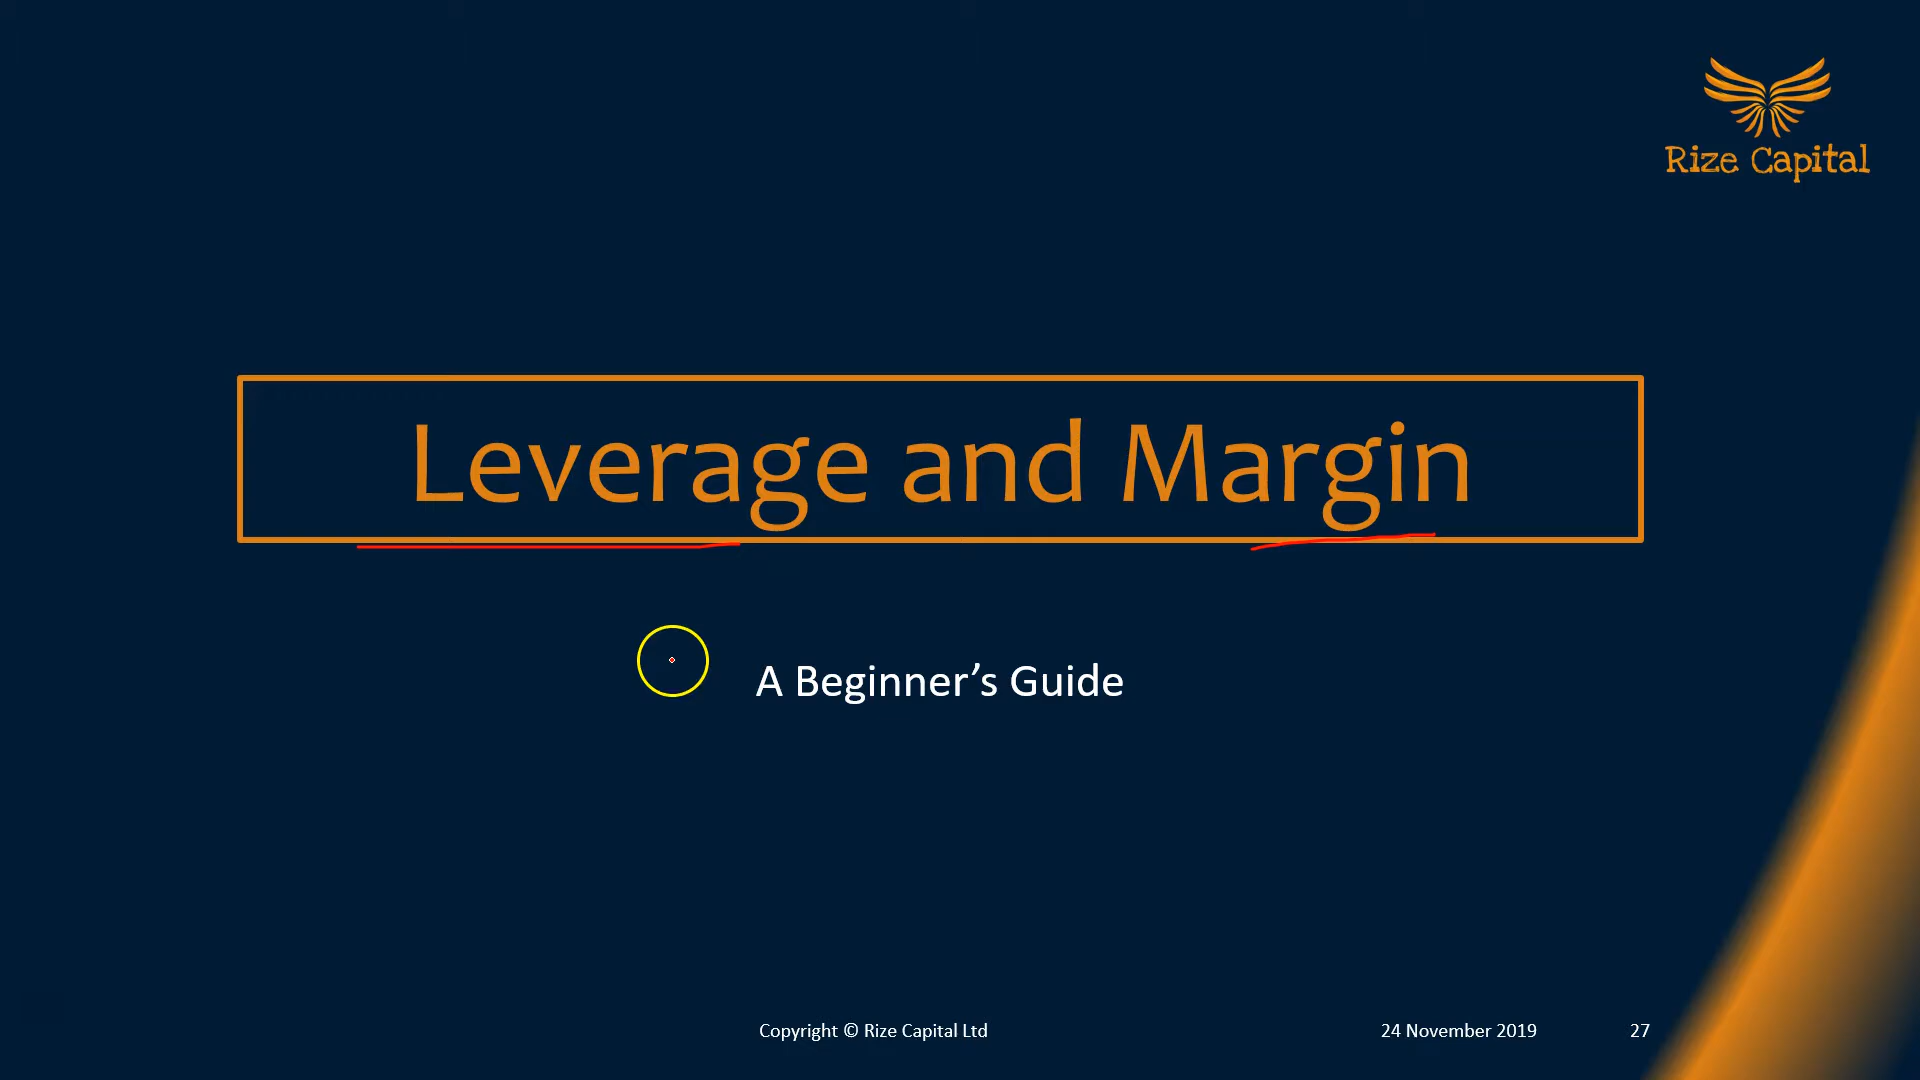 Rize Capital
Leverage and Margin
A Beginner’s Guide
Copyright © Rize Capital Ltd
24 November 2019
27